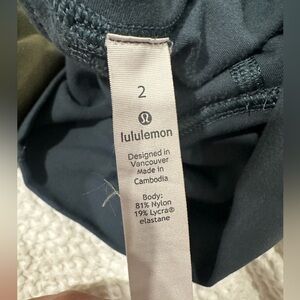 2
lululemon
Designed in
Vancouver
Made in
Cambodia
Body:
81% Nylon
19% Lycra®
elastane